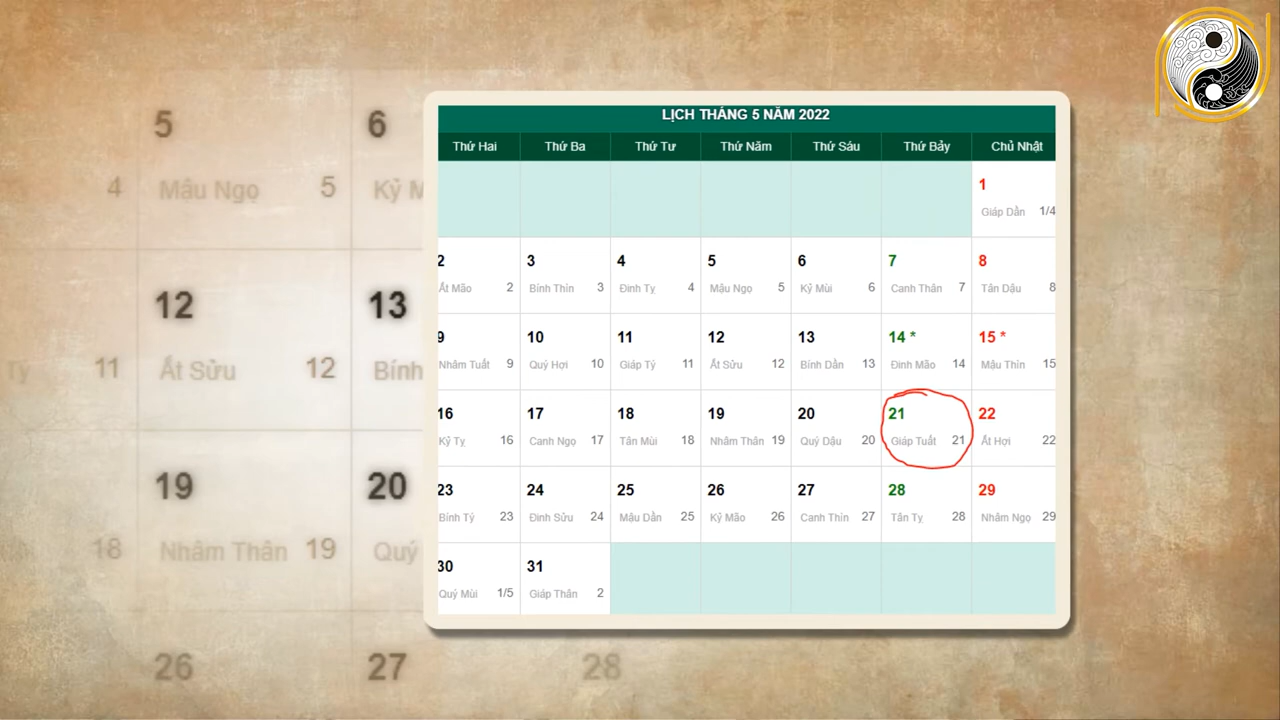 5 6
4 Mậu Ngọ 5 Kỷ M
12 13
Tý 11 Ất Sửu 12 Bính
19 20
18 Nhâm Thân 19 Quý
26 27 28
LỊCH THÁNG 5 NĂM 2022
Thứ Hai Thứ Ba Thứ Tư Thứ Năm Thứ Sáu Thứ Bảy Chủ Nhật
1
Giáp Dần 1/4
2 3 4 5 6 7 8
Ất Mão 2 Bính Thìn 3 Đinh Tỵ 4 Mậu Ngọ 5 Kỷ Mùi 6 Canh Thân 7 Tân Dậu 8
9 10 11 12 13 14 * 15 *
Nhâm Tuất 9 Quý Hợi 10 Giáp Tý 11 Ất Sửu 12 Bính Dần 13 Đinh Mão 14 Mậu Thìn 15
16 17 18 19 20 21 22
Kỷ Tỵ 16 Canh Ngọ 17 Tân Mùi 18 Nhâm Thân 19 Quý Dậu 20 Giáp Tuất 21 Ất Hợi 22
23 24 25 26 27 28 29
Bính Tý 23 Đinh Sửu 24 Mậu Dần 25 Kỷ Mão 26 Canh Thìn 27 Tân Tỵ 28 Nhâm Ngọ 29
30 31
Quý Mùi 1/5 Giáp Thân 2